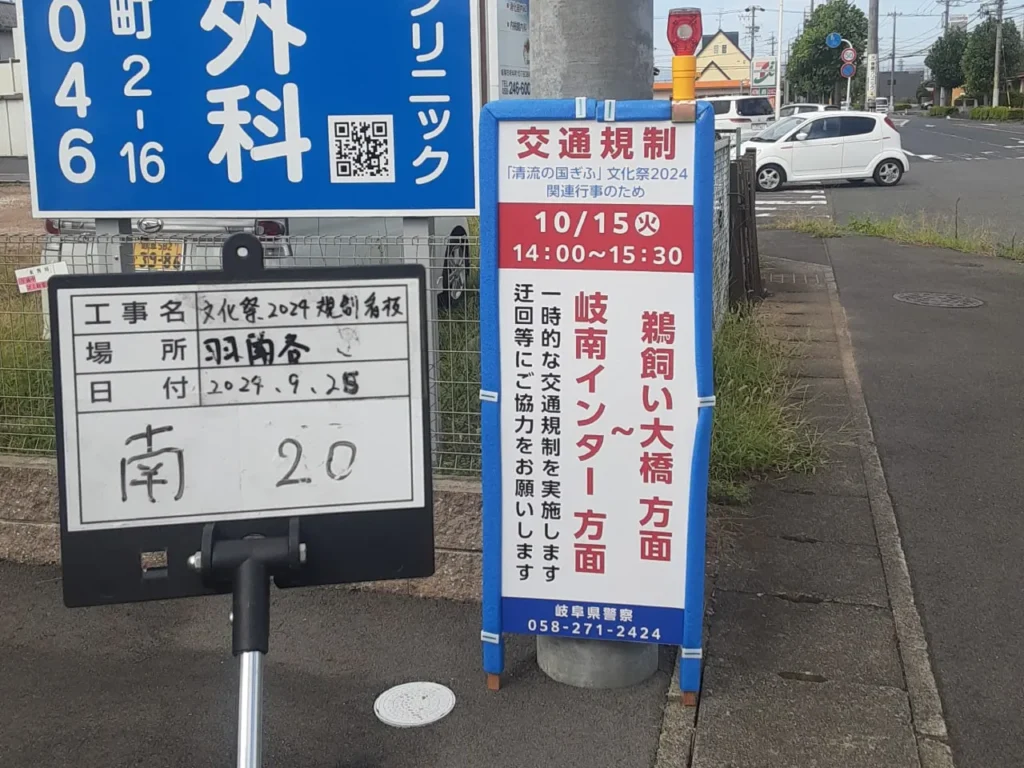 046
町2-16
外科
クリニック
246-600
59-86
工事名 文化祭2024規制看板
場所
日付 2024.9.25
南 20
交通規制
「清流の国ぎふ」文化祭2024
関連行事のため
10/15火
14:00~15:30
鵜飼い大橋 方面
~
岐南インター 方面
一時的な交通規制を実施します
迂回等にご協力をお願いします
岐阜県警察
058-271-2424